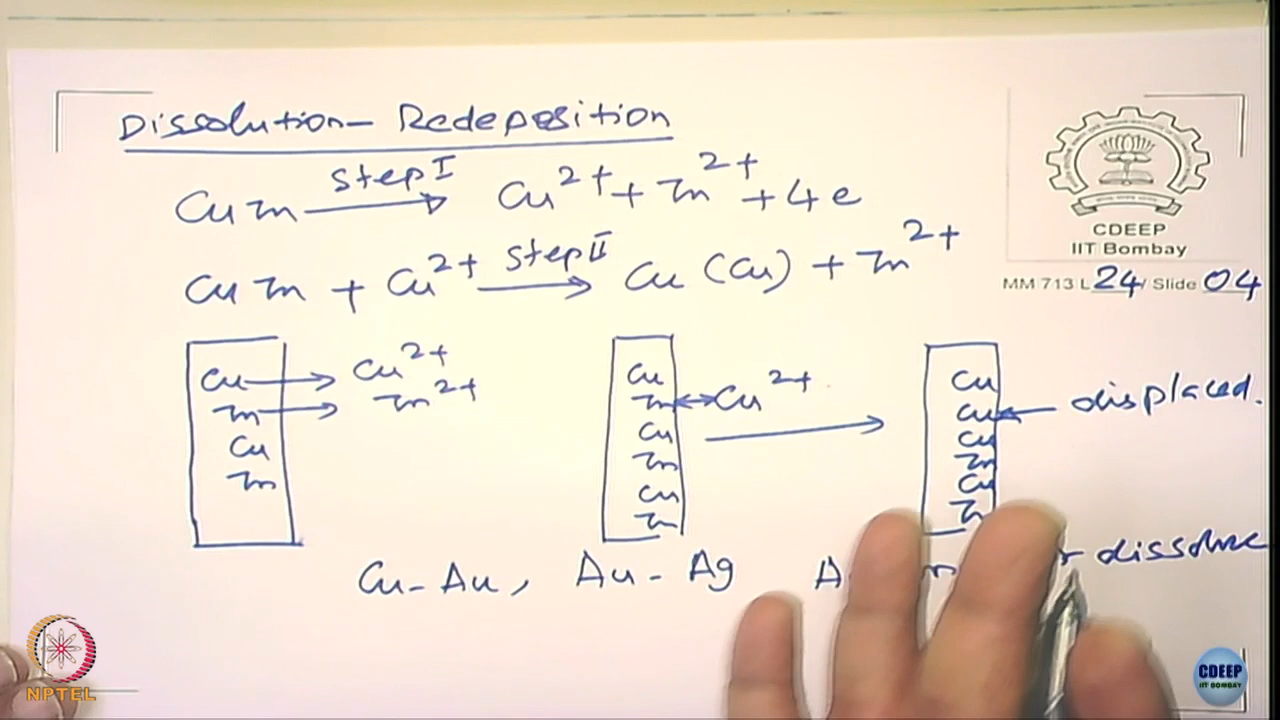 Dissolution - Redeposition
CuZn —Step I→ Cu²⁺ + Zn²⁺ + 4e
CuZn + Cu²⁺ —Step II→ Cu (Cu) + Zn²⁺
CDEEP
IIT Bombay
MM 713 L 24 / Slide 04
Cu → Cu²⁺
Zn → Zn²⁺
Cu
Zn
Cu
Zn ↔ Cu²⁺ →
Cu
Zn
Cu
Zn
Cu
Cu ← displaced.
Cu
Zn
Cu
Zn
Cu-Au, Au-Ag dissolve
NPTEL
CDEEP
IIT BOMBAY